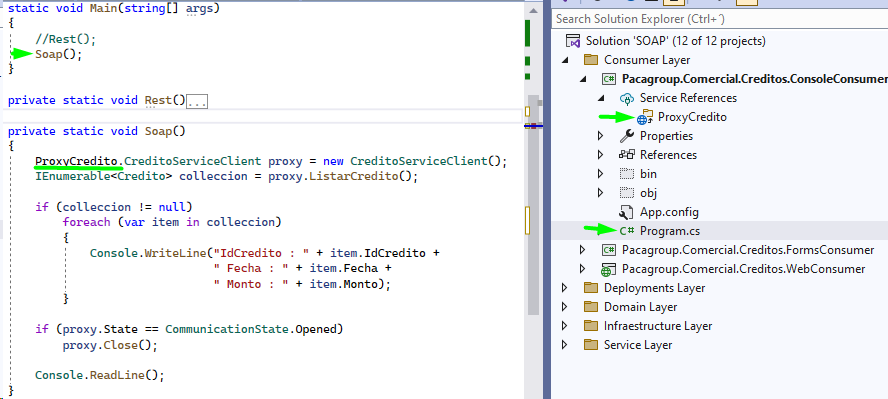 static void Main(string[] args)
{
    //Rest();
    Soap();
}
private static void Rest()...
private static void Soap()
{
    ProxyCredito.CreditoServiceClient proxy = new CreditoServiceClient();
    IEnumerable<Credito> colleccion = proxy.ListarCredito();
    if (colleccion != null)
        foreach (var item in colleccion)
        {
            Console.WriteLine("IdCredito : " + item.IdCredito +
                              " Fecha : " + item.Fecha +
                              " Monto : " + item.Monto);
        }
    if (proxy.State == CommunicationState.Opened)
        proxy.Close();
    Console.ReadLine();
}
Search Solution Explorer (Ctrl+´)
Solution 'SOAP' (12 of 12 projects)
Consumer Layer
C# Pacagroup.Comercial.Creditos.ConsoleConsumer
Service References
ProxyCredito
Properties
References
bin
obj
App.config
C# Program.cs
C# Pacagroup.Comercial.Creditos.FormsConsumer
Pacagroup.Comercial.Creditos.WebConsumer
Deployments Layer
Domain Layer
Infraestructure Layer
Service Layer